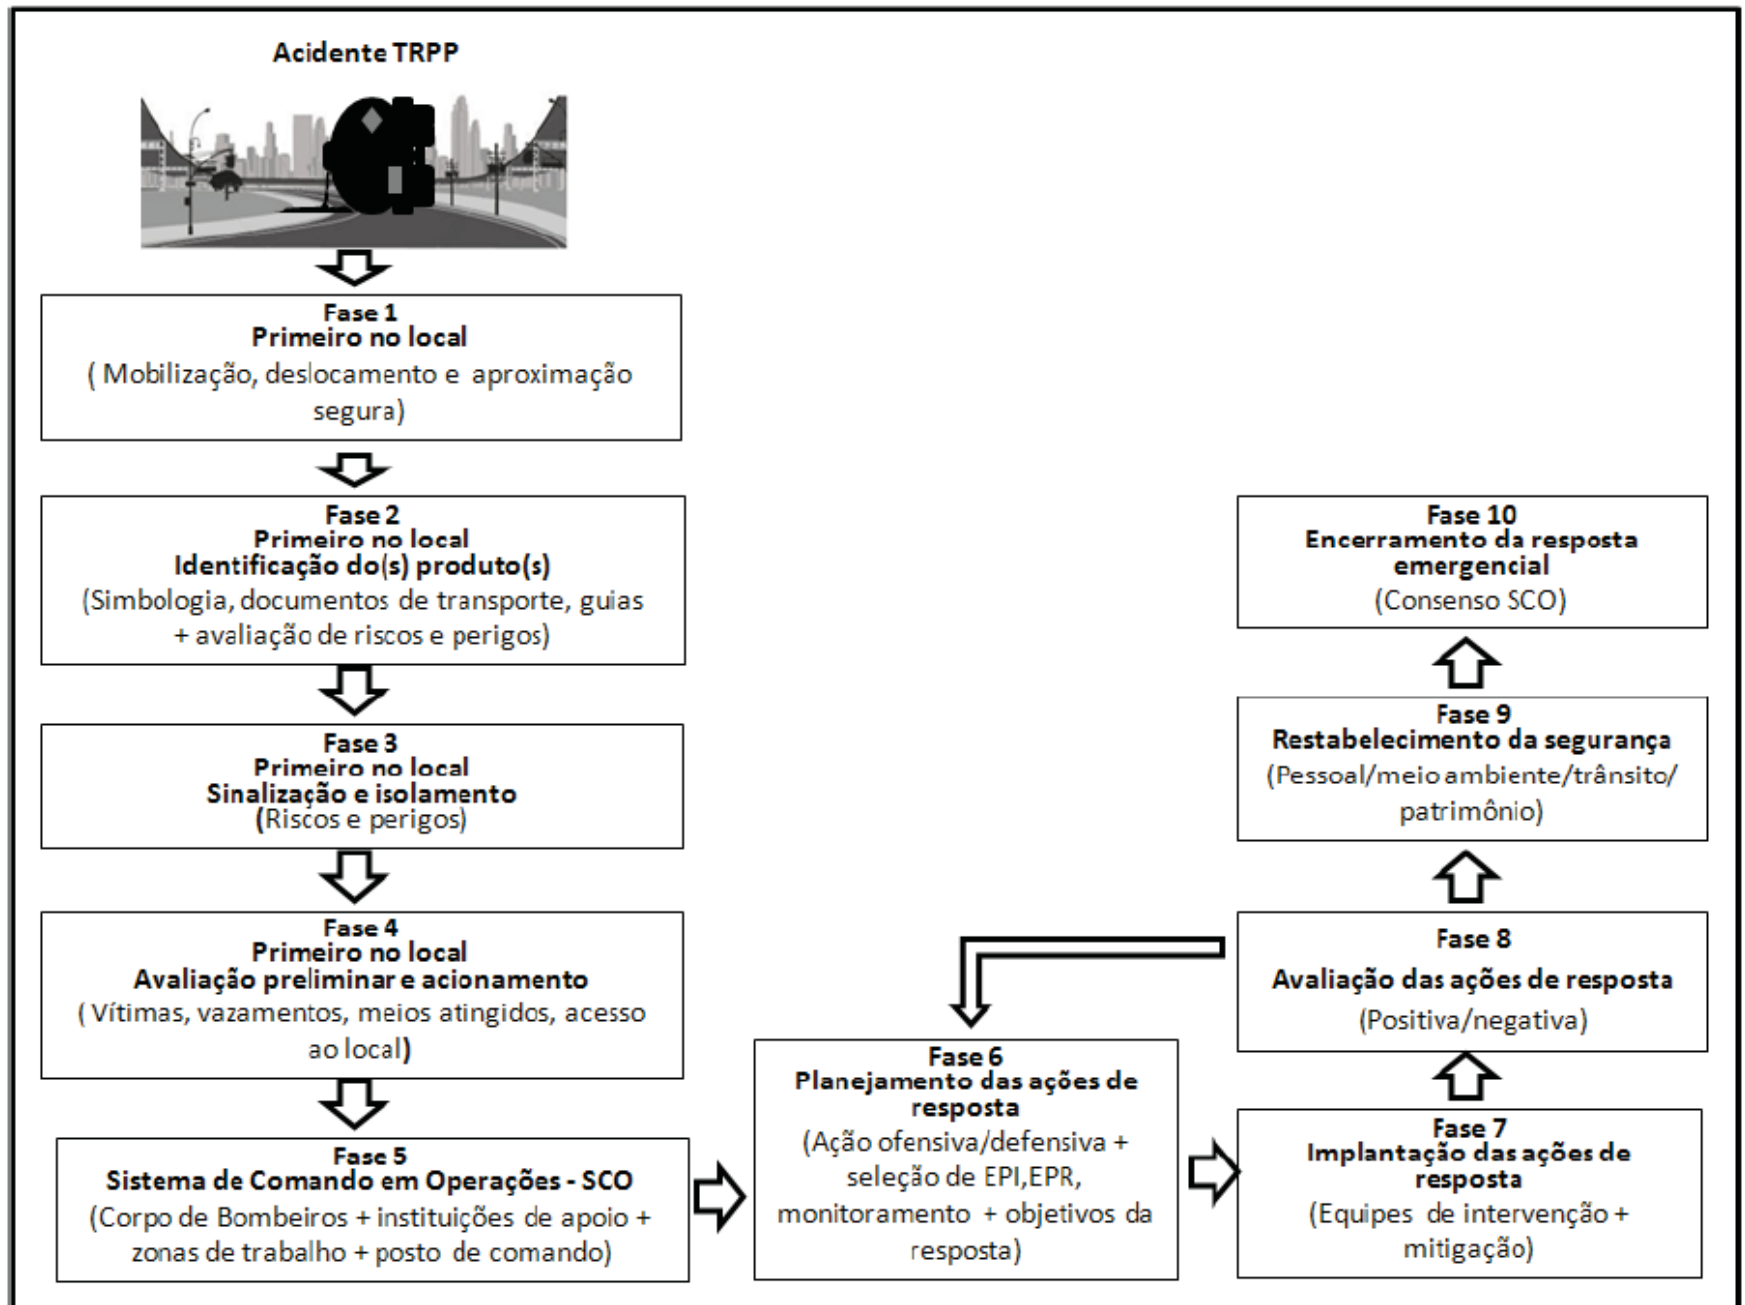 Acidente TRPP
Fase 1
Primeiro no local
( Mobilização, deslocamento e aproximação
segura)
Fase 2
Primeiro no local
Identificação do(s) produto(s)
(Simbologia, documentos de transporte, guias
+ avaliação de riscos e perigos)
Fase 3
Primeiro no local
Sinalização e isolamento
(Riscos e perigos)
Fase 4
Primeiro no local
Avaliação preliminar e acionamento
( Vítimas, vazamentos, meios atingidos, acesso
ao local)
Fase 5
Sistema de Comando em Operações - SCO
(Corpo de Bombeiros + instituições de apoio +
zonas de trabalho + posto de comando)
Fase 6
Planejamento das ações de
resposta
(Ação ofensiva/defensiva +
seleção de EPI,EPR,
monitoramento + objetivos da
resposta)
Fase 7
Implantação das ações de
resposta
(Equipes de intervenção +
mitigação)
Fase 8
Avaliação das ações de resposta
(Positiva/negativa)
Fase 9
Restabelecimento da segurança
(Pessoal/meio ambiente/trânsito/
patrimônio)
Fase 10
Encerramento da resposta
emergencial
(Consenso SCO)